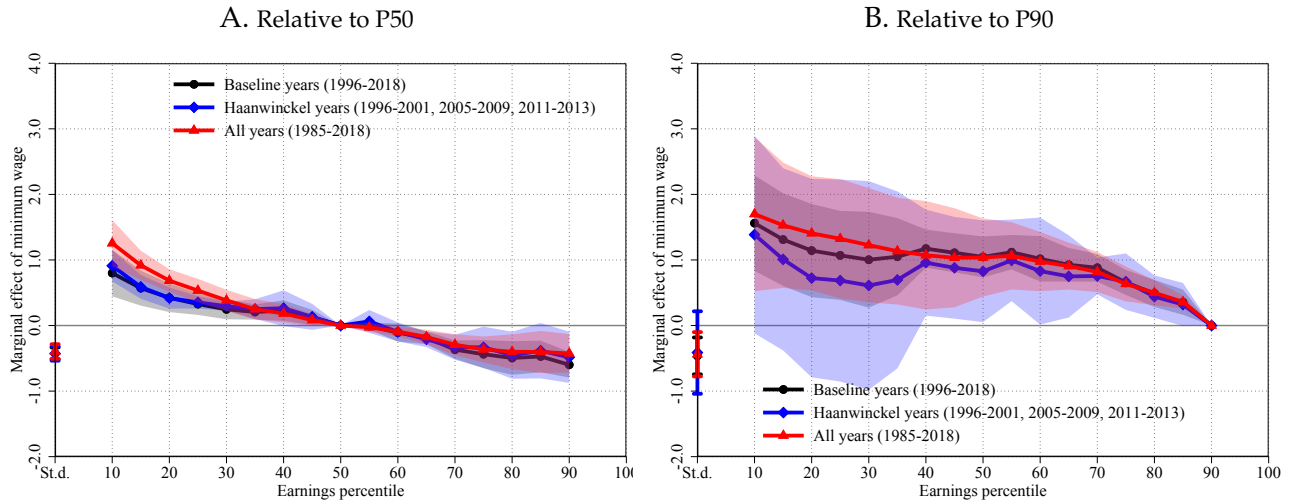 A. Relative to P50
Marginal effect of minimum wage
4.0
3.0
2.0
1.0
0.0
-1.0
-2.0
Baseline years (1996-2018)
Haanwinckel years (1996-2001, 2005-2009, 2011-2013)
All years (1985-2018)
St.d. 10 20 30 40 50 60 70 80 90 100
Earnings percentile
B. Relative to P90
Marginal effect of minimum wage
4.0
3.0
2.0
1.0
0.0
-1.0
-2.0
Baseline years (1996-2018)
Haanwinckel years (1996-2001, 2005-2009, 2011-2013)
All years (1985-2018)
St.d. 10 20 30 40 50 60 70 80 90 100
Earnings percentile